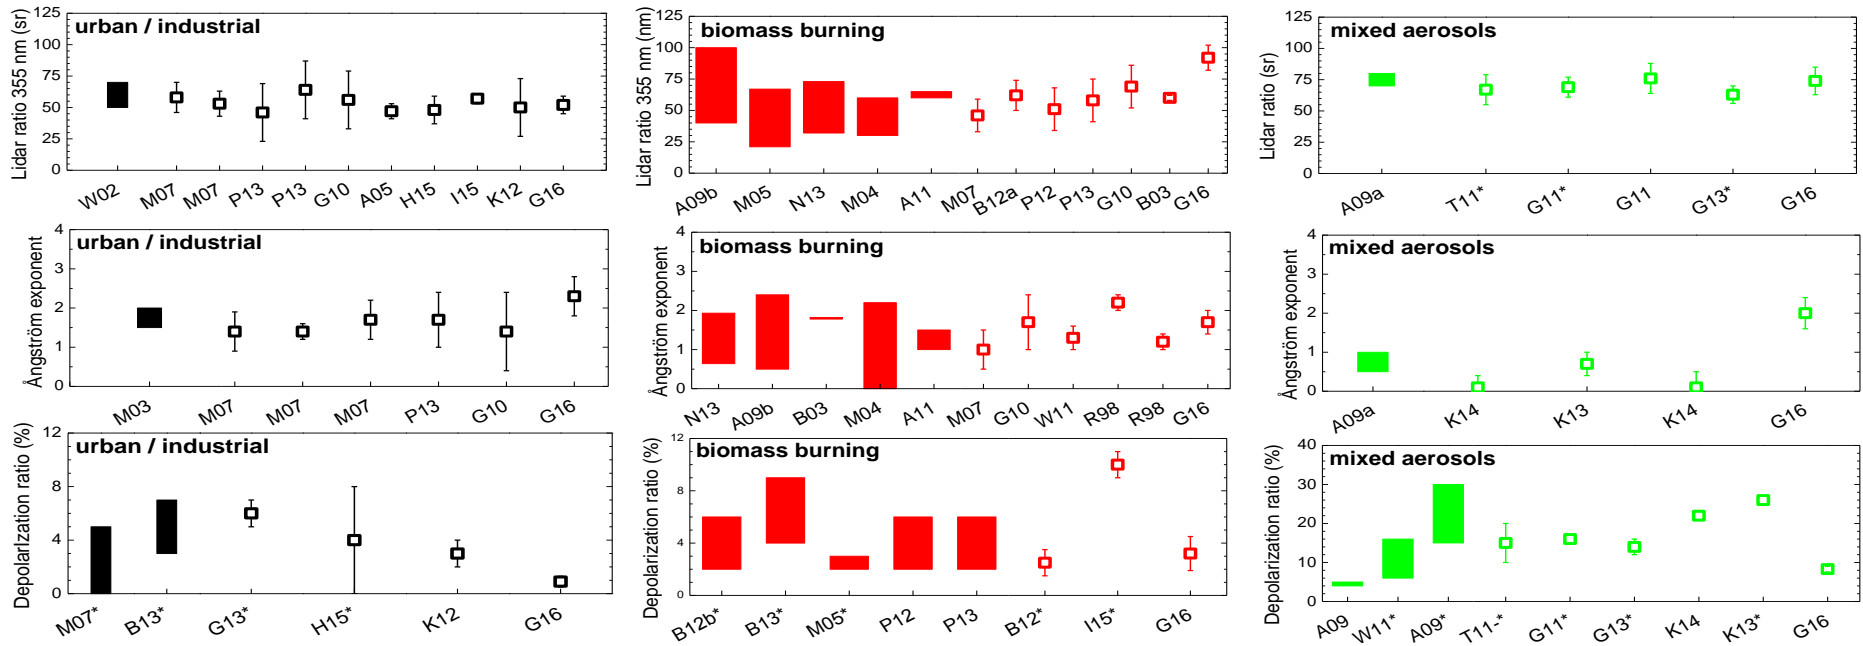 urban / industrial
Lidar ratio 355 nm (sr)
125
100
75
50
25
0
W02 M07 M07 P13 P13 G10 A05 H15 I15 K12 G16
biomass burning
Lidar ratio 355 nm (nm)
125
100
75
50
25
0
A09b M05 N13 M04 A11 M07 B12a P12 P13 G10 B03 G16
mixed aerosols
Lidar ratio (sr)
125
100
75
50
25
0
A09a T11* G11* G11 G13* G16
urban / industrial
Ångström exponent
4
3
2
1
0
M03 M07 M07 M07 P13 G10 G16
biomass burning
Ångström exponent
4
3
2
1
0
N13 A09b B03 M04 A11 M07 G10 W11 R98 R98 G16
mixed aerosols
Ångström exponent
4
3
2
1
0
A09a K14 K13 K14 G16
urban / industrial
Depolarization ratio (%)
12
8
4
0
M07* B13* G13* H15* K12 G16
biomass burning
Depolarization ratio (%)
12
8
4
0
B12b* B13* M05* P12 P13 B12* I15* G16
mixed aerosols
Depolarization ratio (%)
40
30
20
10
0
A09 W11* A09* T11-* G11* G13* K14 K13* G16